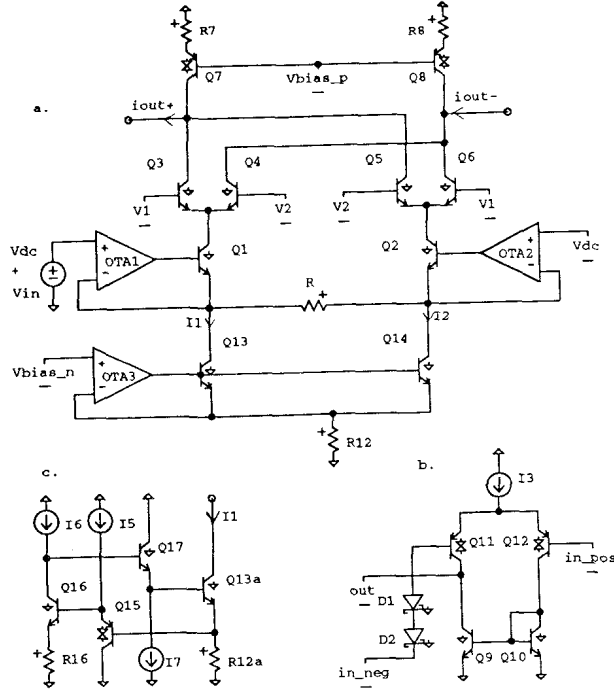 R7
R8
Q7
Vbias_p
Q8
a.
iout+
iout-
Q3
Q4
Q5
Q6
V1
V2
V2
V1
Vdc
+
Vin
OTA1
Q1
Q2
OTA2
Vdc
R
I1
I2
Q13
Q14
Vbias_n
OTA3
R12
c.
b.
I6
I5
I1
I3
Q17
Q11
Q12
in_pos
Q16
Q15
Q13a
out
D1
D2
R16
I7
R12a
in_neg
Q9
Q10